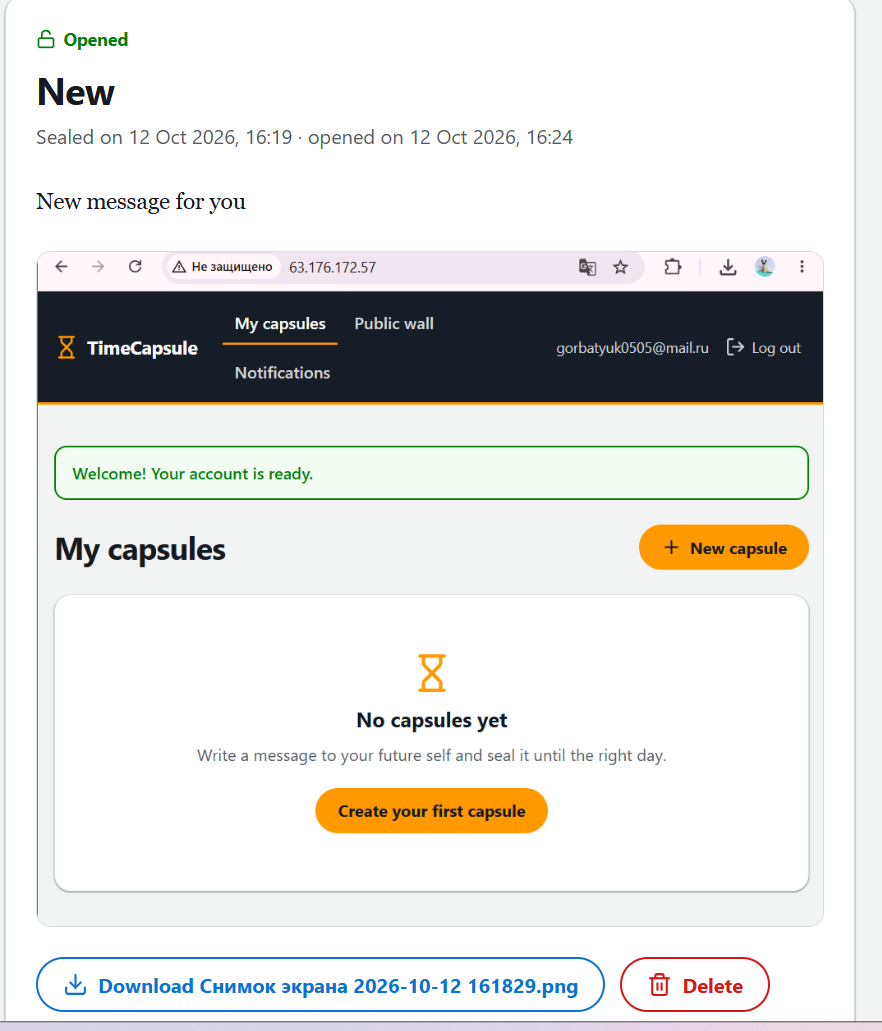 Opened
New
Sealed on 12 Oct 2026, 16:19 · opened on 12 Oct 2026, 16:24
New message for you
Не защищено 63.176.172.57
TimeCapsule
My capsules Public wall
Notifications
gorbatyuk0505@mail.ru Log out
Welcome! Your account is ready.
My capsules
+ New capsule
No capsules yet
Write a message to your future self and seal it until the right day.
Create your first capsule
Download Снимок экрана 2026-10-12 161829.png
Delete